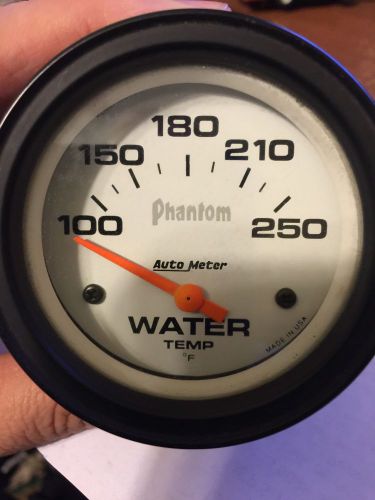 100 150 180 210 250
Phantom
Auto Meter
WATER
TEMP
°F
MADE IN USA